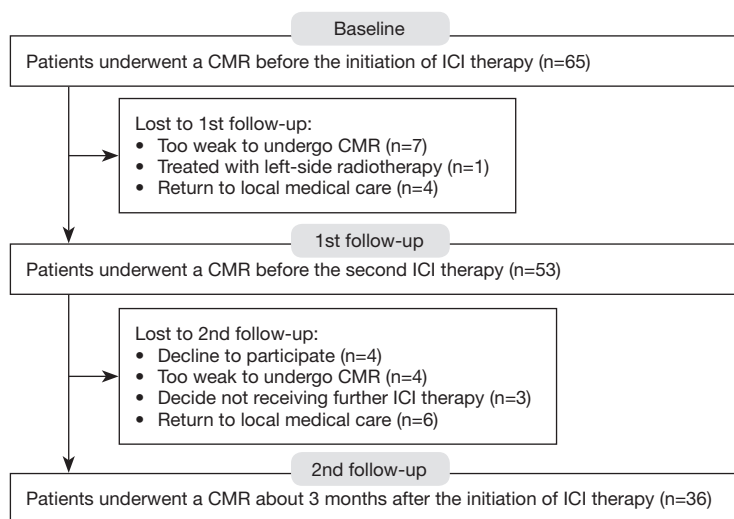 Baseline
Patients underwent a CMR before the initiation of ICI therapy (n=65)
Lost to 1st follow-up:
• Too weak to undergo CMR (n=7)
• Treated with left-side radiotherapy (n=1)
• Return to local medical care (n=4)
1st follow-up
Patients underwent a CMR before the second ICI therapy (n=53)
Lost to 2nd follow-up:
• Decline to participate (n=4)
• Too weak to undergo CMR (n=4)
• Decide not receiving further ICI therapy (n=3)
• Return to local medical care (n=6)
2nd follow-up
Patients underwent a CMR about 3 months after the initiation of ICI therapy (n=36)